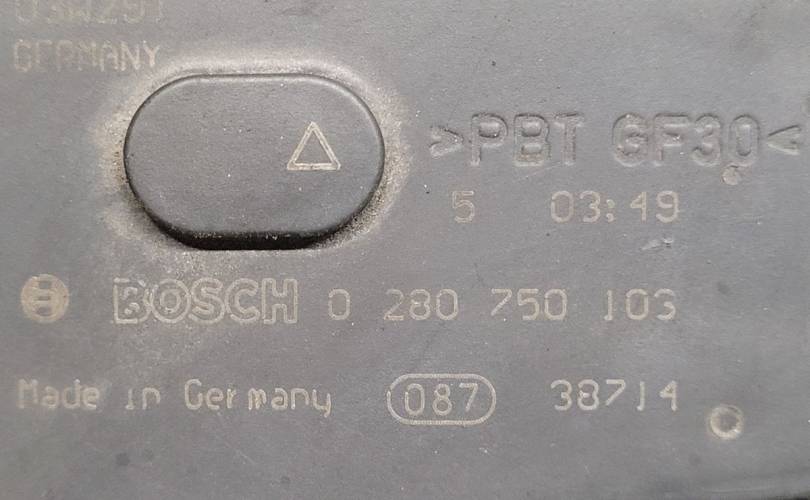 GERMANY
>PBT GF30<
5 03:49
BOSCH 0 280 750 103
Made in Germany 087 38714